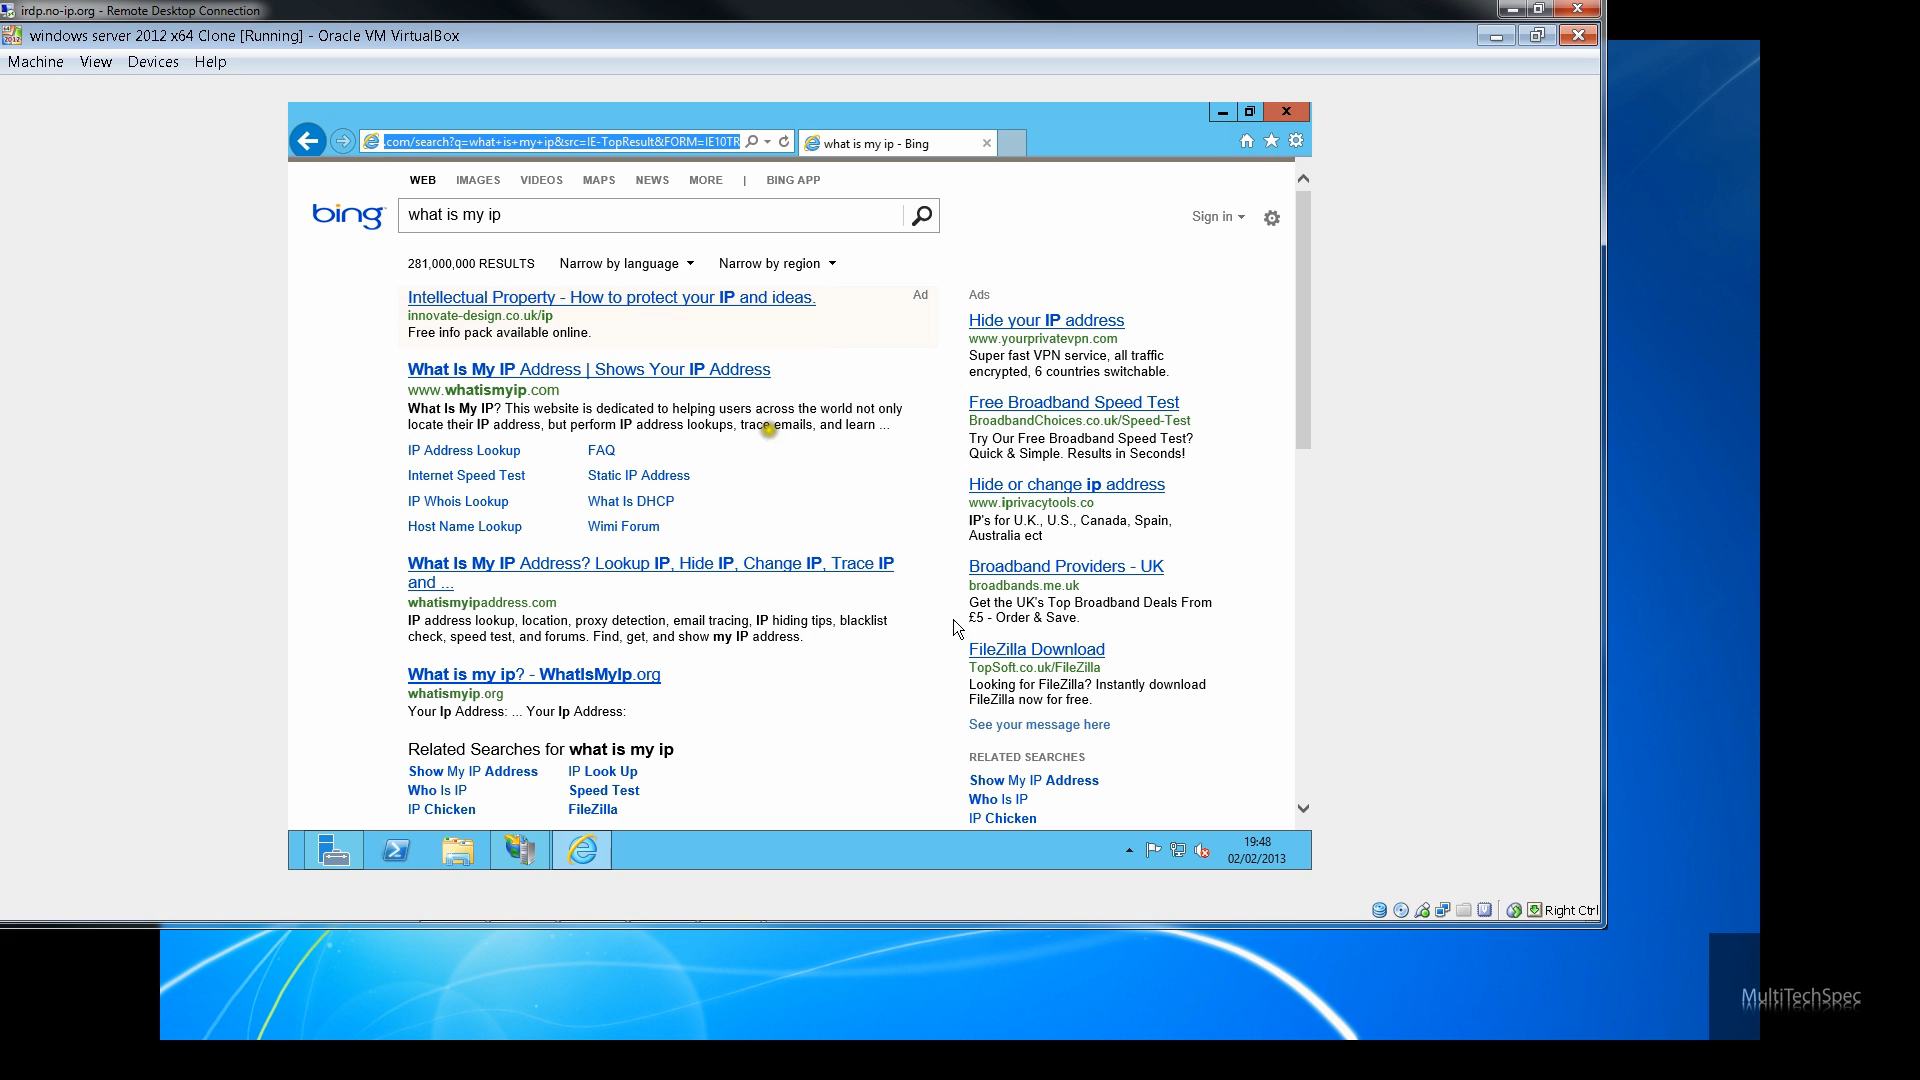 irdp.no-ip.org - Remote Desktop Connection
windows server 2012 x64 Clone [Running] - Oracle VM VirtualBox
Machine View Devices Help
.com/search?q=what+is+my+ip&src=IE-TopResult&FORM=IE10TR
what is my ip - Bing
WEB IMAGES VIDEOS MAPS NEWS MORE | BING APP
bing
what is my ip
Sign in
281,000,000 RESULTS Narrow by language Narrow by region
Intellectual Property - How to protect your IP and ideas.
Ad
innovate-design.co.uk/ip
Free info pack available online.
What Is My IP Address | Shows Your IP Address
www.whatismyip.com
What Is My IP? This website is dedicated to helping users across the world not only
locate their IP address, but perform IP address lookups, trace emails, and learn ...
IP Address Lookup FAQ
Internet Speed Test Static IP Address
IP Whois Lookup What Is DHCP
Host Name Lookup Wimi Forum
What Is My IP Address? Lookup IP, Hide IP, Change IP, Trace IP
and ...
whatismyipaddress.com
IP address lookup, location, proxy detection, email tracing, IP hiding tips, blacklist
check, speed test, and forums. Find, get, and show my IP address.
What is my ip? - WhatIsMyIp.org
whatismyip.org
Your Ip Address: ... Your Ip Address:
Related Searches for what is my ip
Show My IP Address IP Look Up
Who Is IP Speed Test
IP Chicken FileZilla
Ads
Hide your IP address
www.yourprivatevpn.com
Super fast VPN service, all traffic
encrypted, 6 countries switchable.
Free Broadband Speed Test
BroadbandChoices.co.uk/Speed-Test
Try Our Free Broadband Speed Test?
Quick & Simple. Results in Seconds!
Hide or change ip address
www.iprivacytools.co
IP's for U.K., U.S., Canada, Spain,
Australia ect
Broadband Providers - UK
broadbands.me.uk
Get the UK's Top Broadband Deals From
£5 - Order & Save.
FileZilla Download
TopSoft.co.uk/FileZilla
Looking for FileZilla? Instantly download
FileZilla now for free.
See your message here
RELATED SEARCHES
Show My IP Address
Who Is IP
IP Chicken
19:48
02/02/2013
Right Ctrl
MultiTechSpec